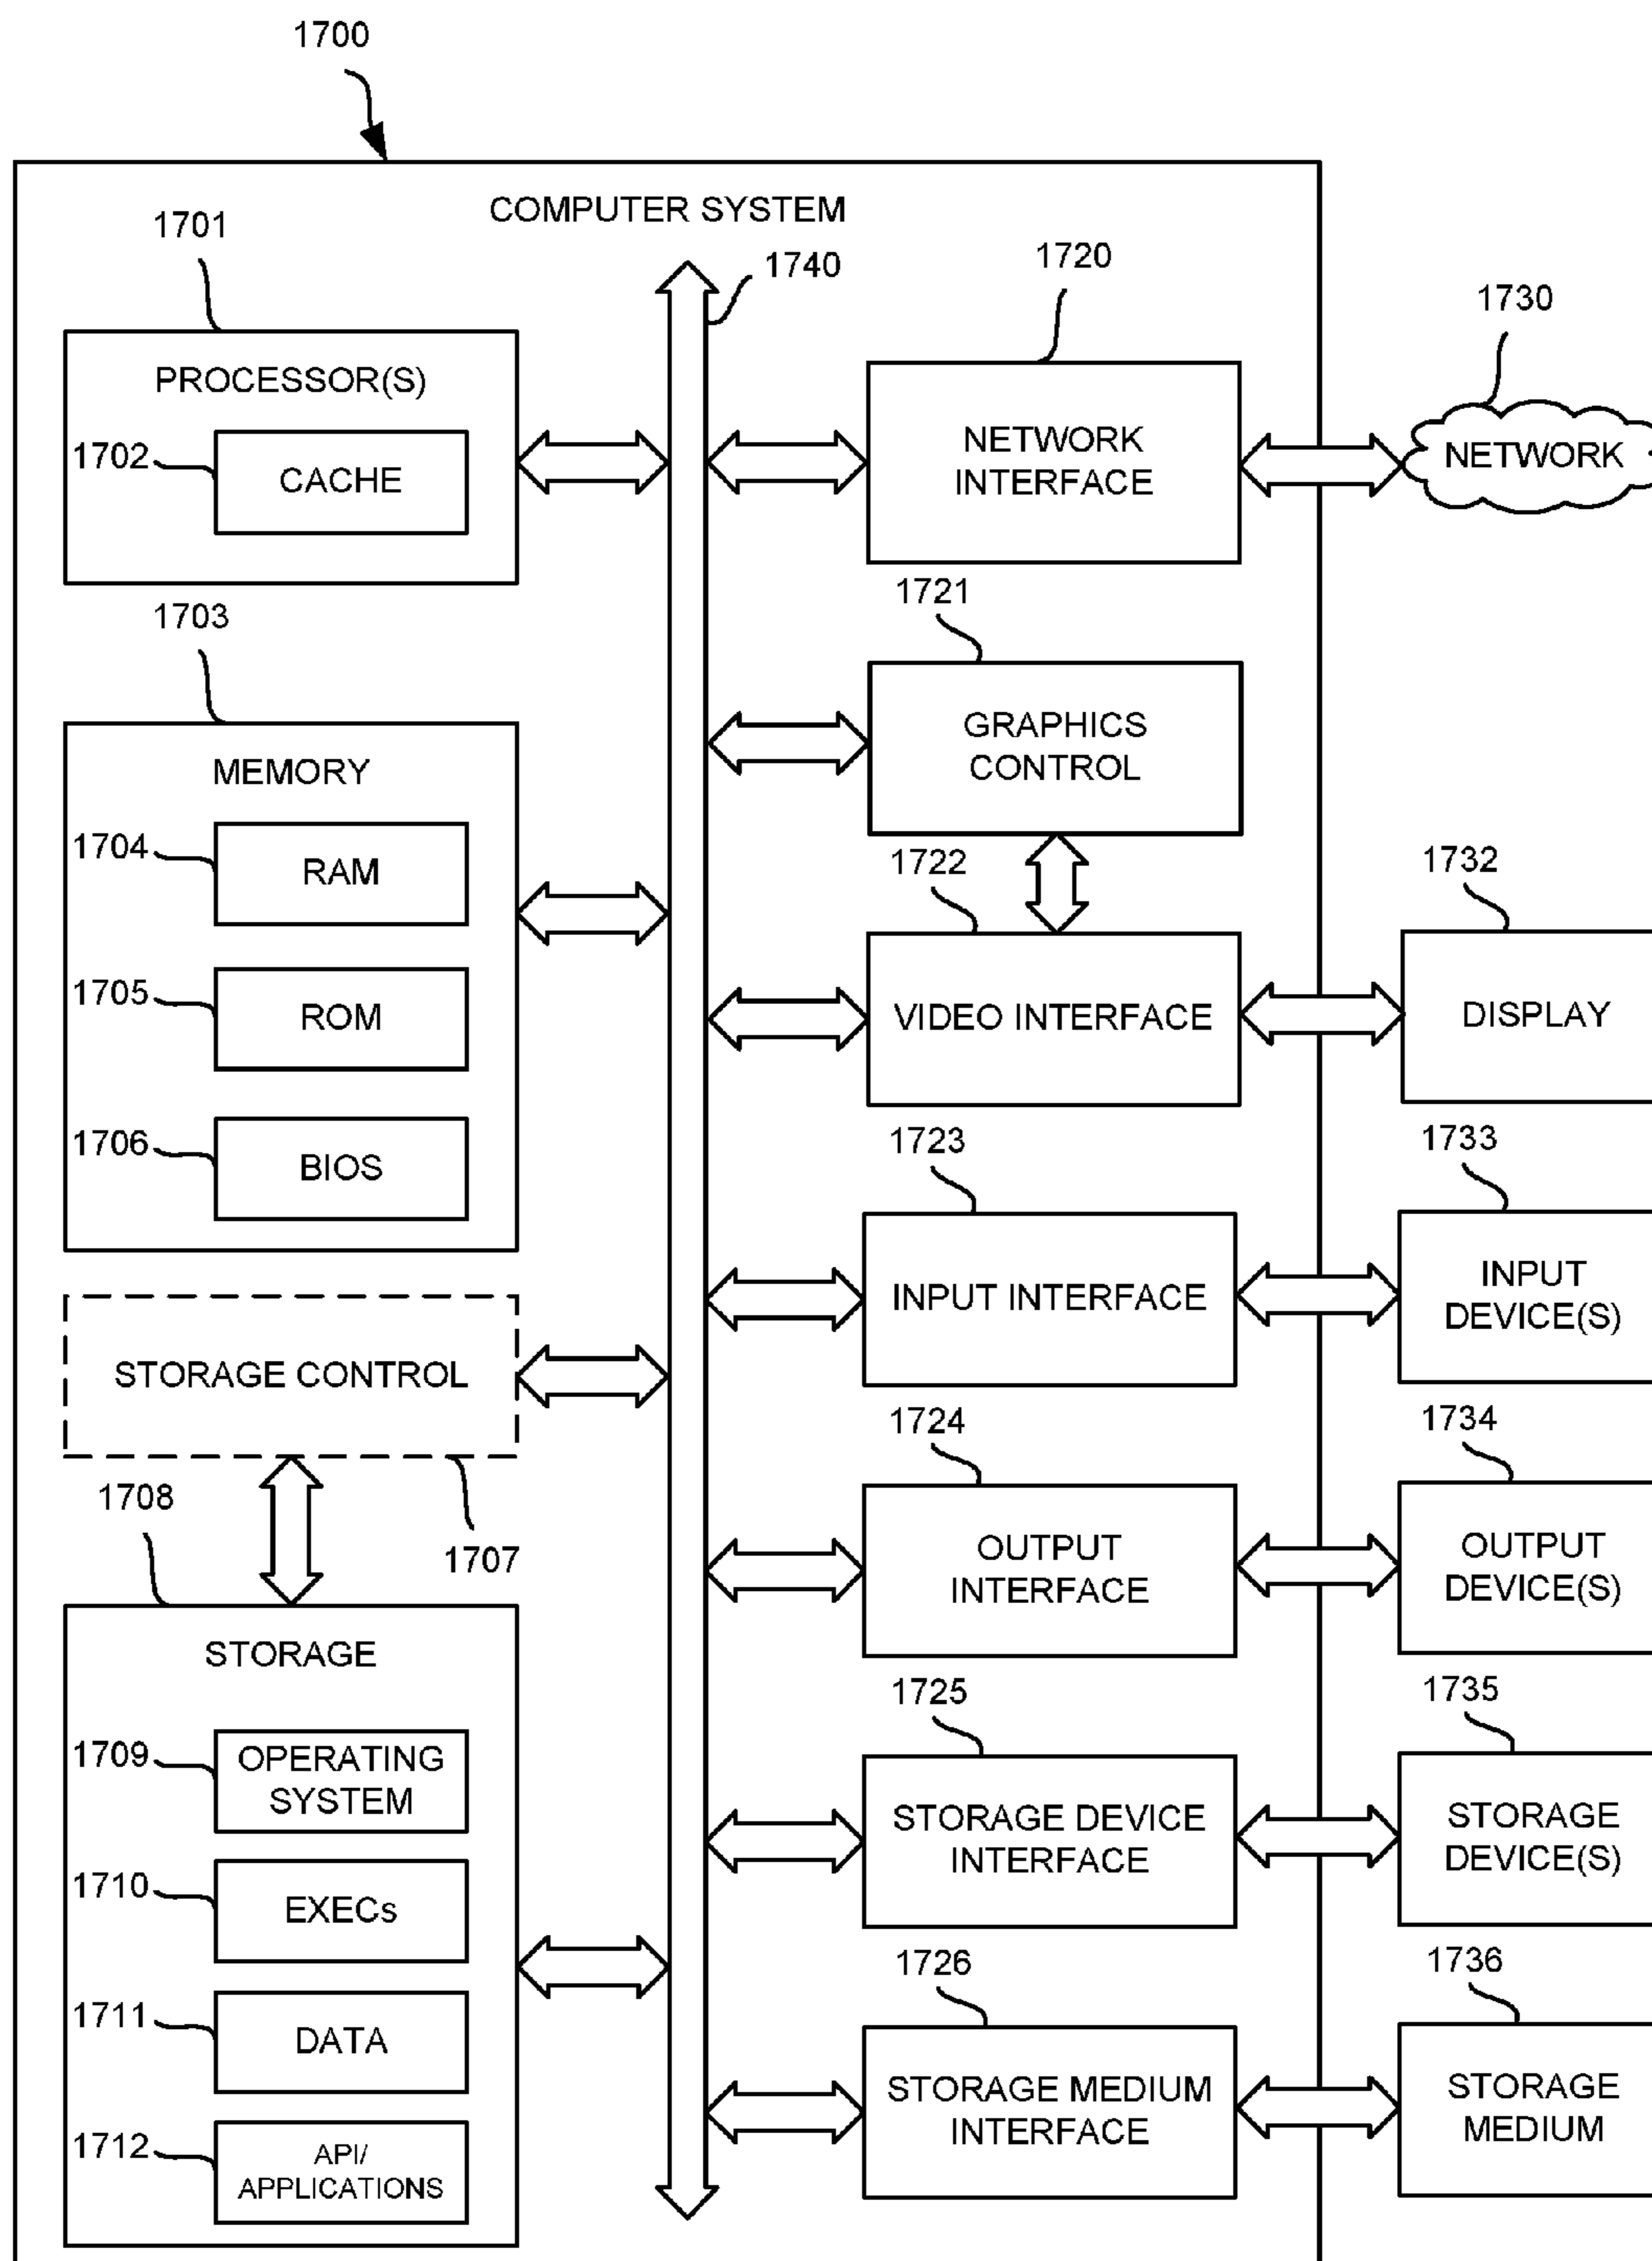 1700
COMPUTER SYSTEM
1701
PROCESSOR(S)
1702
CACHE
1703
MEMORY
1704
RAM
1705
ROM
1706
BIOS
STORAGE CONTROL
1707
1708
STORAGE
1709
OPERATING
SYSTEM
1710
EXECs
1711
DATA
1712
API/
APPLICATIONS
1740
1720
NETWORK
INTERFACE
1730
NETWORK
1721
GRAPHICS
CONTROL
1722
VIDEO INTERFACE
1732
DISPLAY
1723
INPUT INTERFACE
1733
INPUT
DEVICE(S)
1724
OUTPUT
INTERFACE
1734
OUTPUT
DEVICE(S)
1725
STORAGE DEVICE
INTERFACE
1735
STORAGE
DEVICE(S)
1726
STORAGE MEDIUM
INTERFACE
1736
STORAGE
MEDIUM